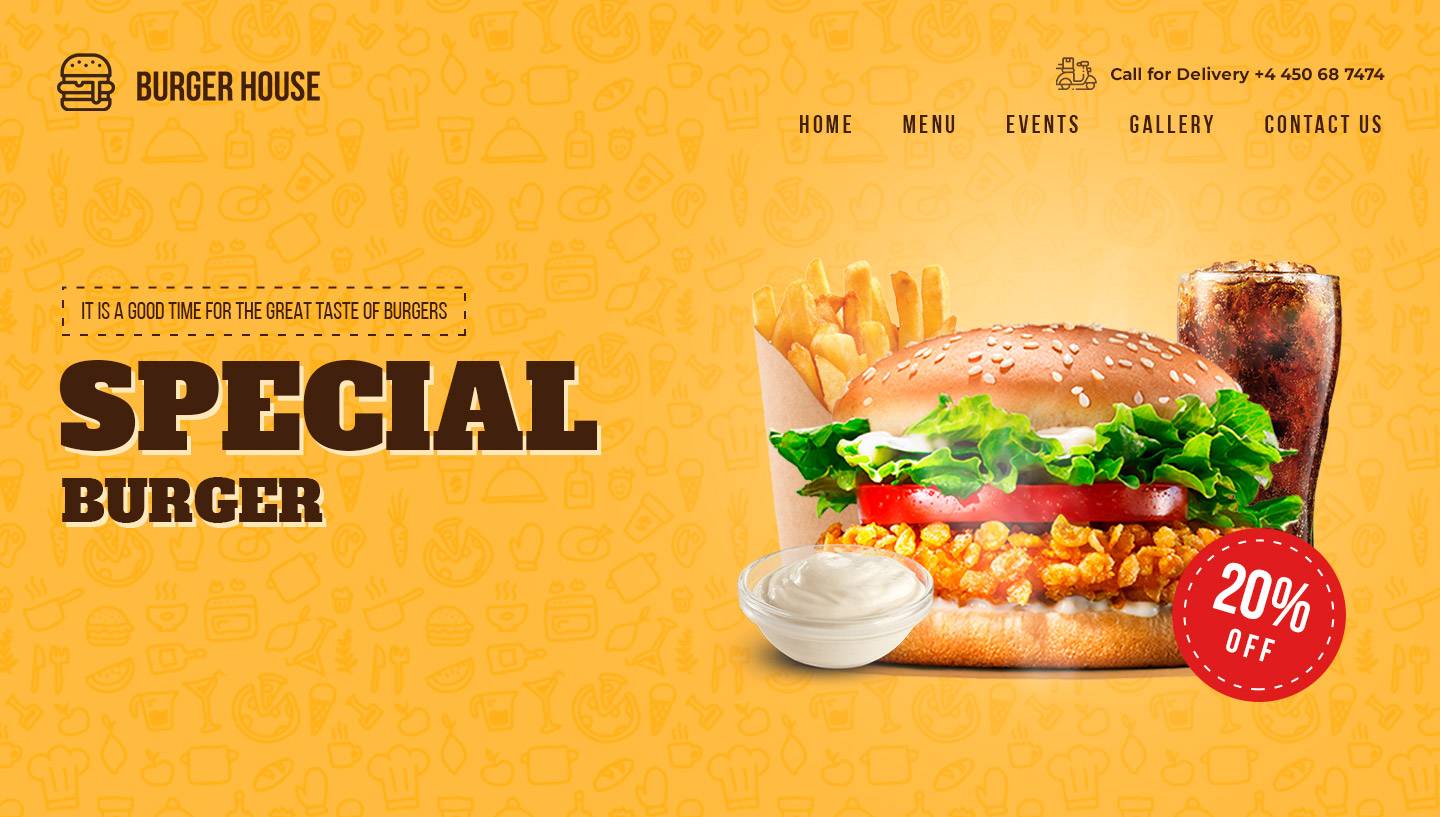 BURGER HOUSE
Call for Delivery +4 450 68 7474
HOME MENU EVENTS GALLERY CONTACT US
IT IS A GOOD TIME FOR THE GREAT TASTE OF BURGERS
SPECIAL
BURGER
20%
OFF